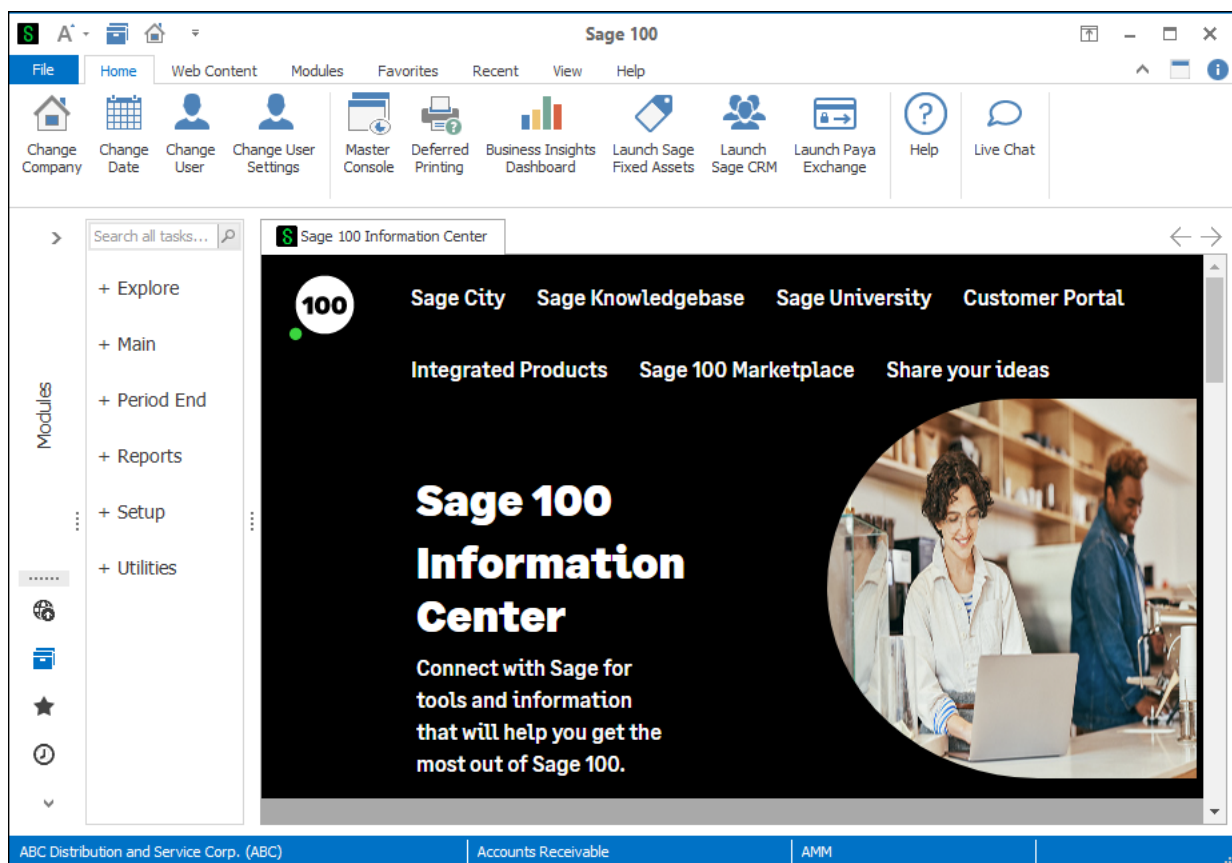 Sage 100
File Home Web Content Modules Favorites Recent View Help
Change Company
Change Date
Change User
Change User Settings
Master Console
Deferred Printing
Business Insights Dashboard
Launch Sage Fixed Assets
Launch Sage CRM
Launch Paya Exchange
Help
Live Chat
Modules
Search all tasks...
+ Explore
+ Main
+ Period End
+ Reports
+ Setup
+ Utilities
Sage 100 Information Center
100
Sage City Sage Knowledgebase Sage University Customer Portal
Integrated Products Sage 100 Marketplace Share your ideas
Sage 100
Information
Center
Connect with Sage for
tools and information
that will help you get the
most out of Sage 100.
ABC Distribution and Service Corp. (ABC) Accounts Receivable AMM